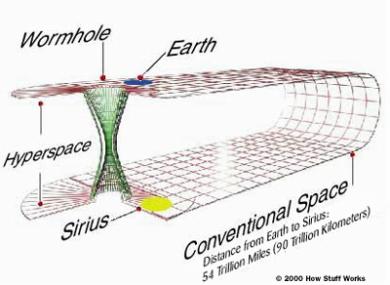 Wormhole
Earth
Hyperspace
Sirius
Conventional Space
Distance from Earth to Sirius:
54 Trillion Miles (90 Trillion Kilometers)
© 2000 How Stuff Works